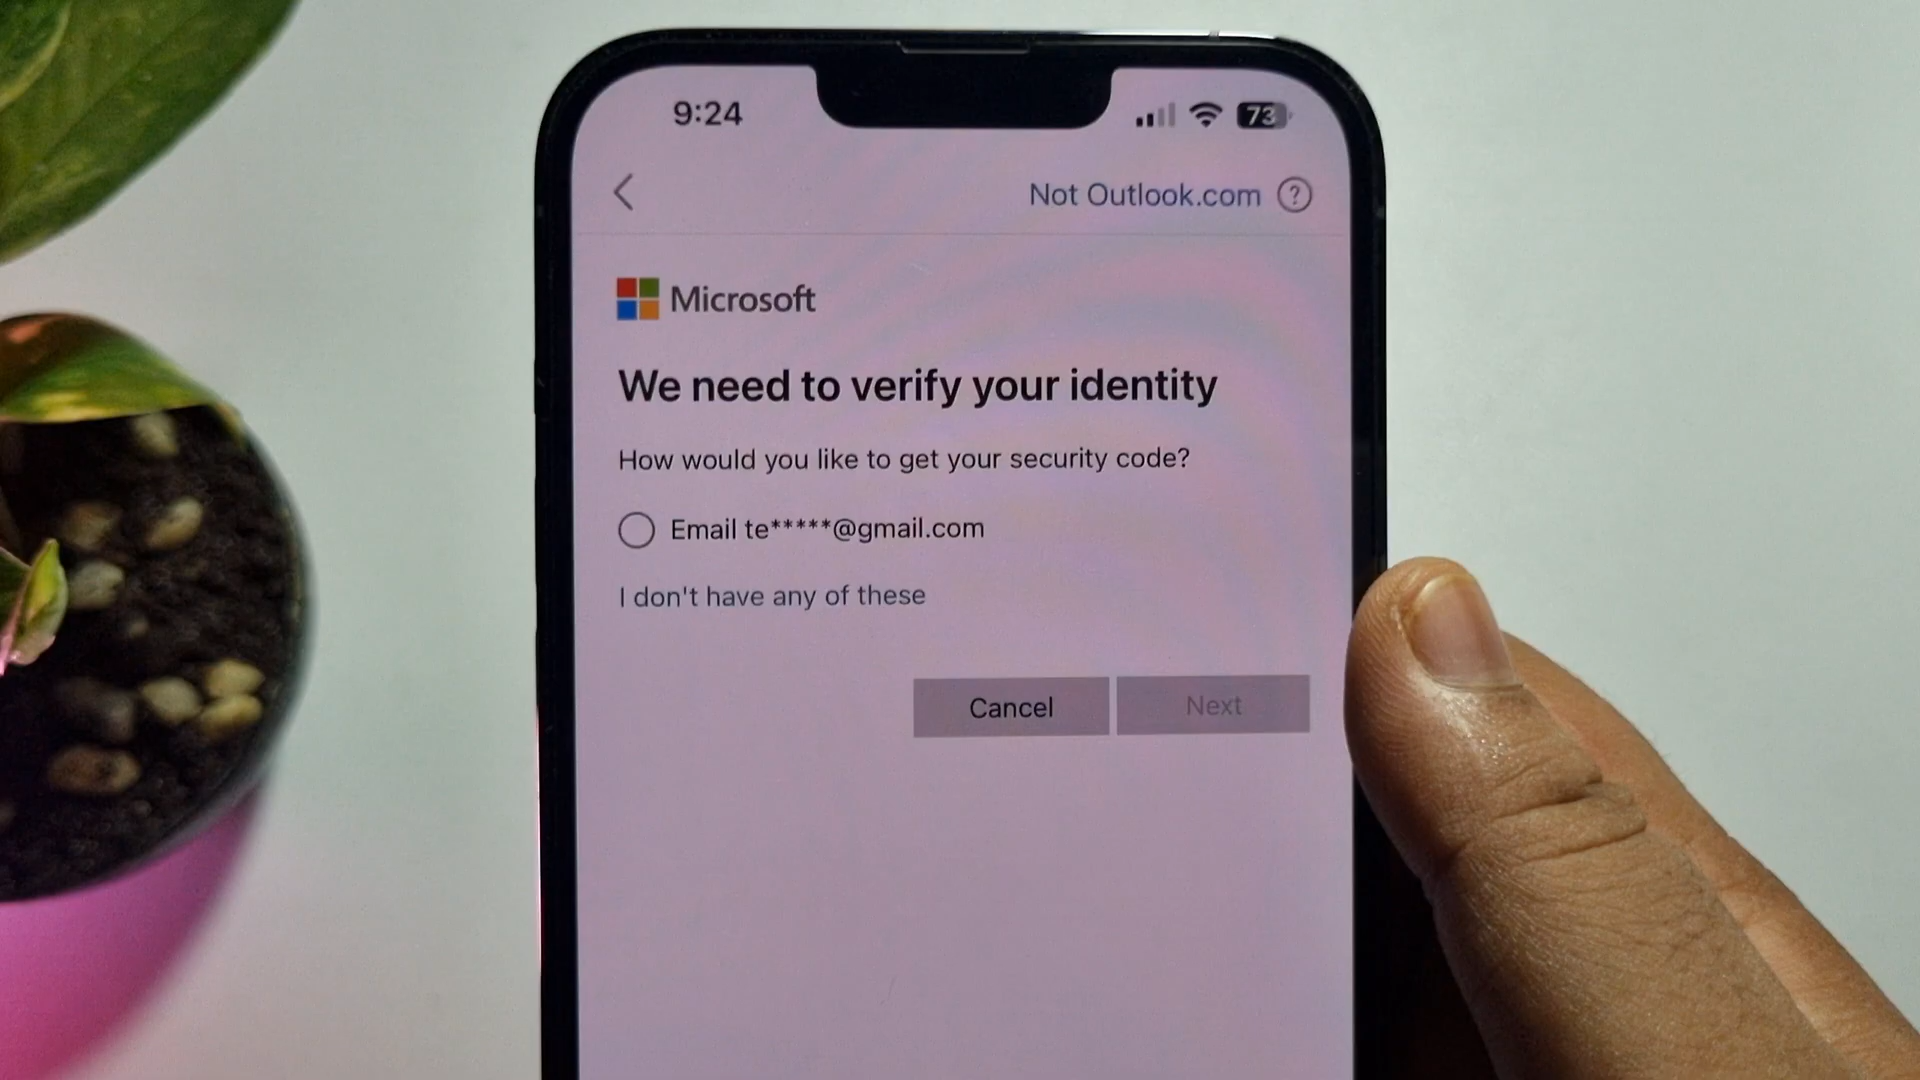 9:24
73
Not Outlook.com ?
Microsoft
We need to verify your identity
How would you like to get your security code?
Email te*****@gmail.com
I don't have any of these
Cancel
Next